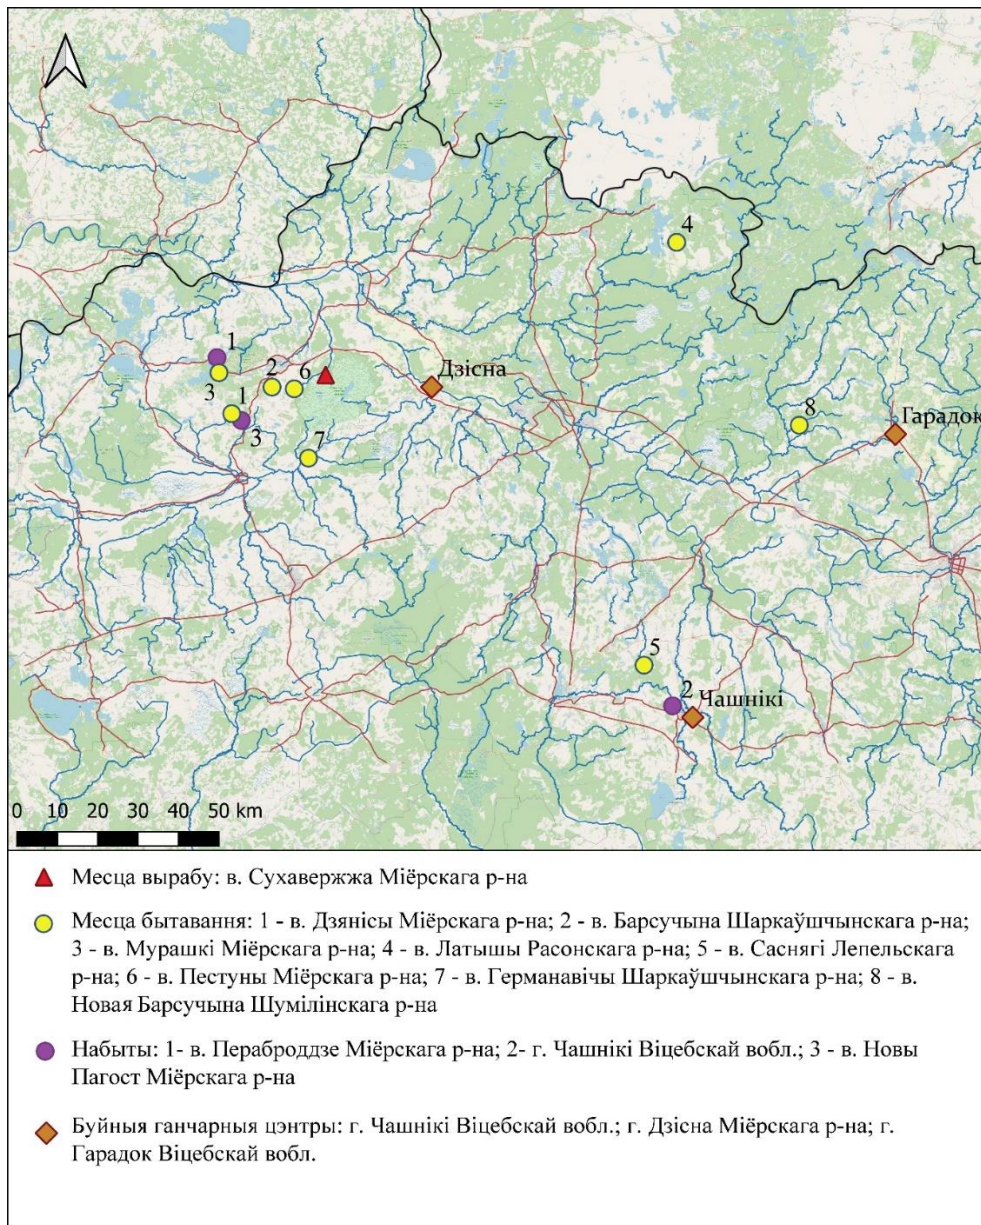 4
1
Дзісна
2
6
3
1
8
Гарадок
3
7
5
2
Чашнікі
0 10 20 30 40 50 km
Месца вырабу: в. Сухавержжа Міёрскага р-на
Месца бытавання: 1 - в. Дзянісы Міёрскага р-на; 2 - в. Барсучына Шаркаўшчынскага р-на;
3 - в. Мурашкі Міёрскага р-на; 4 - в. Латышы Расонскага р-на; 5 - в. Саснягі Лепельскага
р-на; 6 - в. Пестуны Міёрскага р-на; 7 - в. Германавічы Шаркаўшчынскага р-на; 8 - в.
Новая Барсучына Шумілінскага р-на
Набыты: 1- в. Пераброддзе Міёрскага р-на; 2- г. Чашнікі Віцебскай вобл.; 3 - в. Новы
Пагост Міёрскага р-на
Буйныя ганчарныя цэнтры: г. Чашнікі Віцебскай вобл.; г. Дзісна Міёрскага р-на; г.
Гарадок Віцебскай вобл.